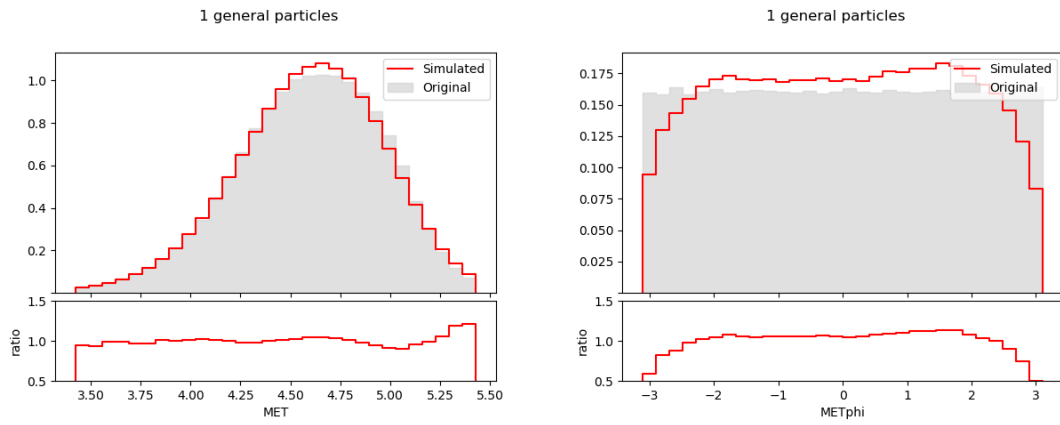 1 general particles
Simulated
Original
1.0
0.8
0.6
0.4
0.2
1.5
1.0
0.5
ratio
3.50 3.75 4.00 4.25 4.50 4.75 5.00 5.25 5.50
MET
1 general particles
Simulated
Original
0.175
0.150
0.125
0.100
0.075
0.050
0.025
1.5
1.0
0.5
ratio
−3 −2 −1 0 1 2 3
METphi